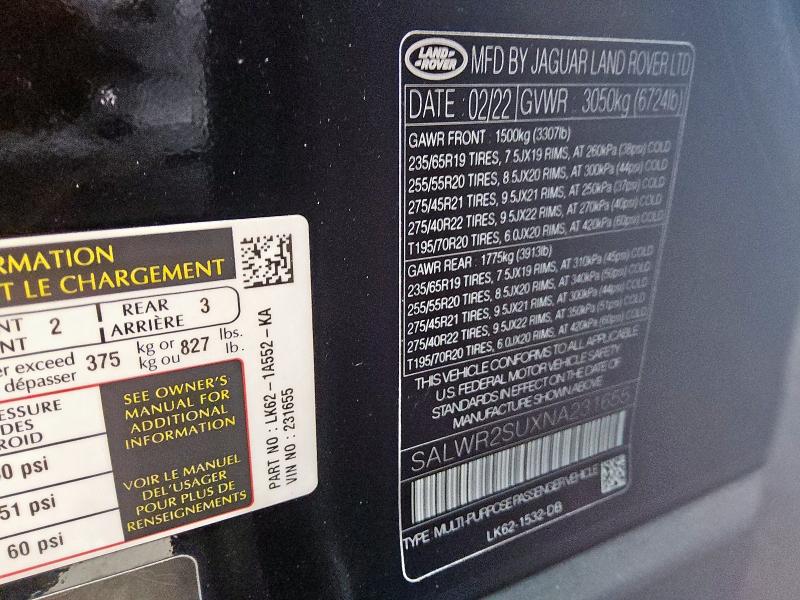 RMATION
T LE CHARGEMENT
NT 2 REAR 3
NT ARRIÈRE
er exceed 375 kg or 827 lbs.
dépasser kg ou lb.
ESSURE
DES
ROID
0 psi
51 psi
60 psi
SEE OWNER'S
MANUAL FOR
ADDITIONAL
INFORMATION
VOIR LE MANUEL
DE L'USAGER
POUR PLUS DE
RENSEIGNEMENTS
PART NO : LK62-1A552-KA
VIN NO : 231655
LAND ROVER MFD BY JAGUAR LAND ROVER LTD
DATE : 02/22 GVWR : 3050kg (6724lb)
GAWR FRONT : 1500kg (3307lb)
235/65R19 TIRES, 7.5JX19 RIMS, AT 260kPa (38psi) COLD
255/55R20 TIRES, 8.5JX20 RIMS, AT 300kPa (44psi) COLD
275/45R21 TIRES, 9.5JX21 RIMS, AT 250kPa (37psi) COLD
275/40R22 TIRES, 9.5JX22 RIMS, AT 270kPa (40psi) COLD
T195/70R20 TIRES, 6.0JX20 RIMS, AT 420kPa (60psi) COLD
GAWR REAR : 1775kg (3913lb)
235/65R19 TIRES, 7.5JX19 RIMS, AT 310kPa (45psi) COLD
255/55R20 TIRES, 8.5JX20 RIMS, AT 340kPa (50psi) COLD
275/45R21 TIRES, 9.5JX21 RIMS, AT 300kPa (44psi) COLD
275/40R22 TIRES, 9.5JX22 RIMS, AT 350kPa (51psi) COLD
T195/70R20 TIRES, 6.0JX20 RIMS, AT 420kPa (60psi) COLD
THIS VEHICLE CONFORMS TO ALL APPLICABLE
U.S. FEDERAL MOTOR VEHICLE SAFETY
STANDARDS IN EFFECT ON THE DATE OF
MANUFACTURE SHOWN ABOVE
SALWR2SUXNA231655
TYPE : MULTI-PURPOSE PASSENGER VEHICLE
LK62-1532-DB